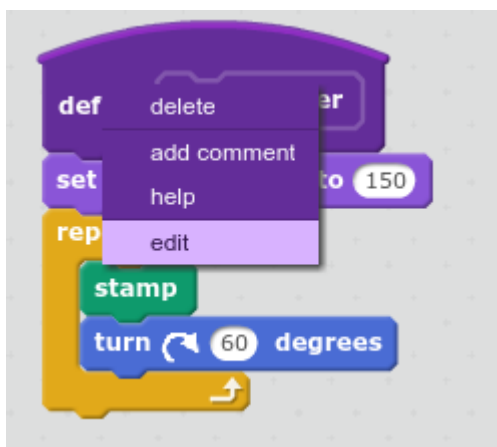 def er
delete
add comment
set to 150
help
rep
edit
stamp
turn 60 degrees